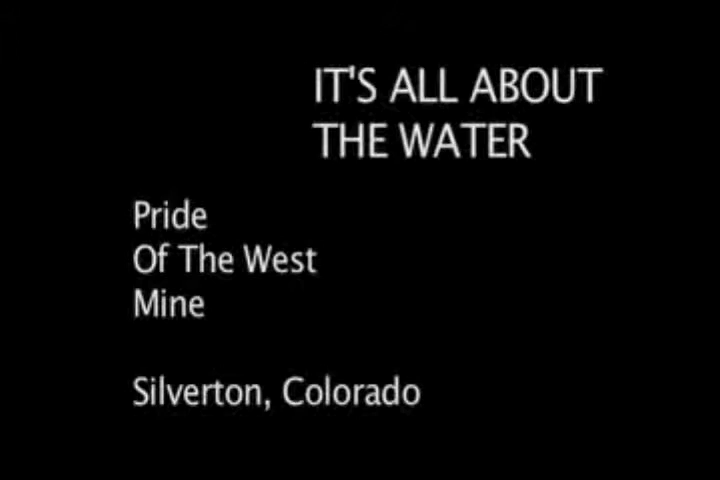 IT'S ALL ABOUT
THE WATER
Pride
Of The West
Mine
Silverton, Colorado